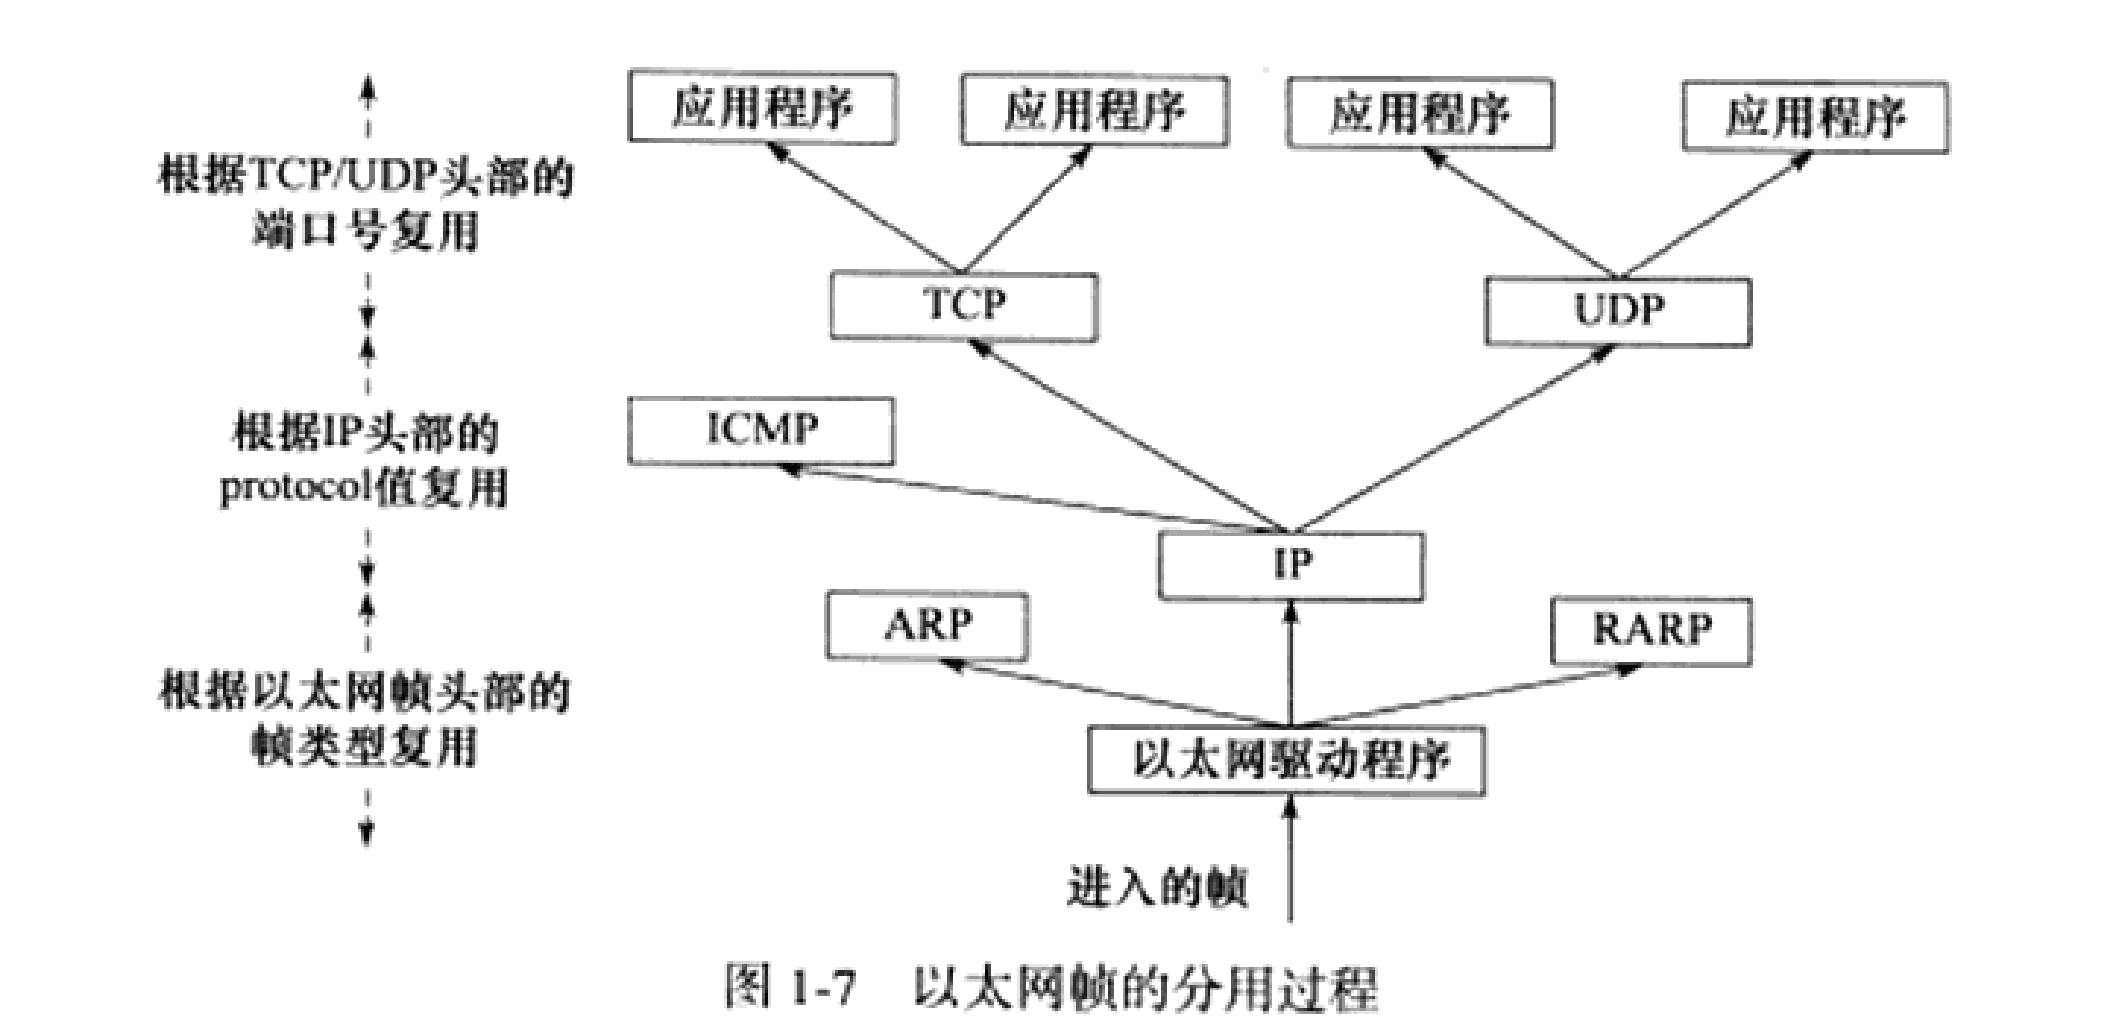 应用程序 应用程序 应用程序 应用程序
根据TCP/UDP头部的
端口号复用
TCP UDP
根据IP头部的
protocol值复用
ICMP
IP
ARP RARP
根据以太网帧头部的
帧类型复用
以太网驱动程序
进入的帧
图 1-7 以太网帧的分用过程